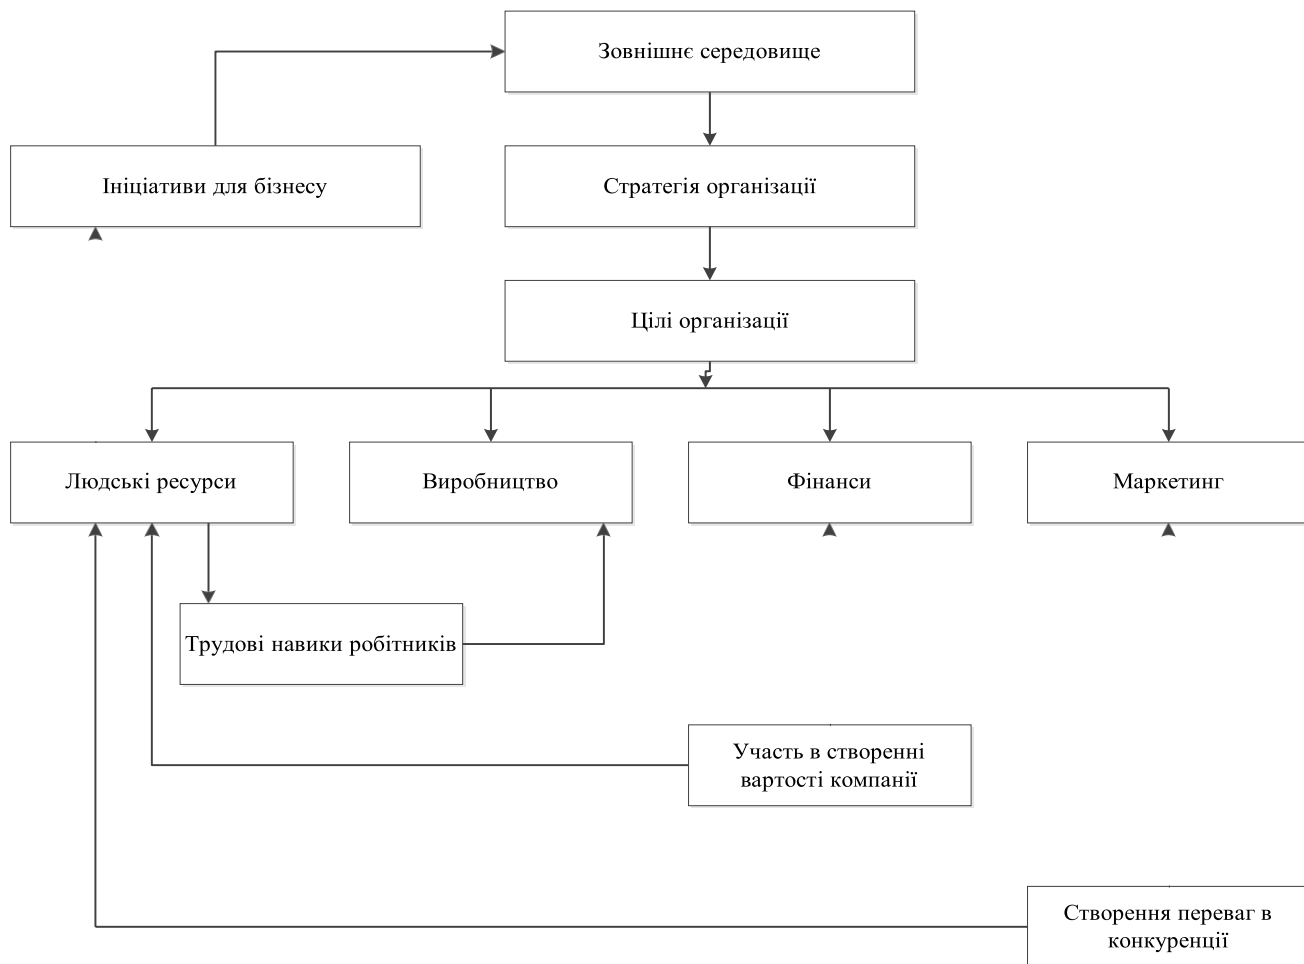 Зовнішнє середовище
Ініціативи для бізнесу
Стратегія організації
Цілі організації
Людські ресурси
Виробництво
Фінанси
Маркетинг
Трудові навики робітників
Участь в створенні
вартості компанії
Створення переваг в
конкуренції